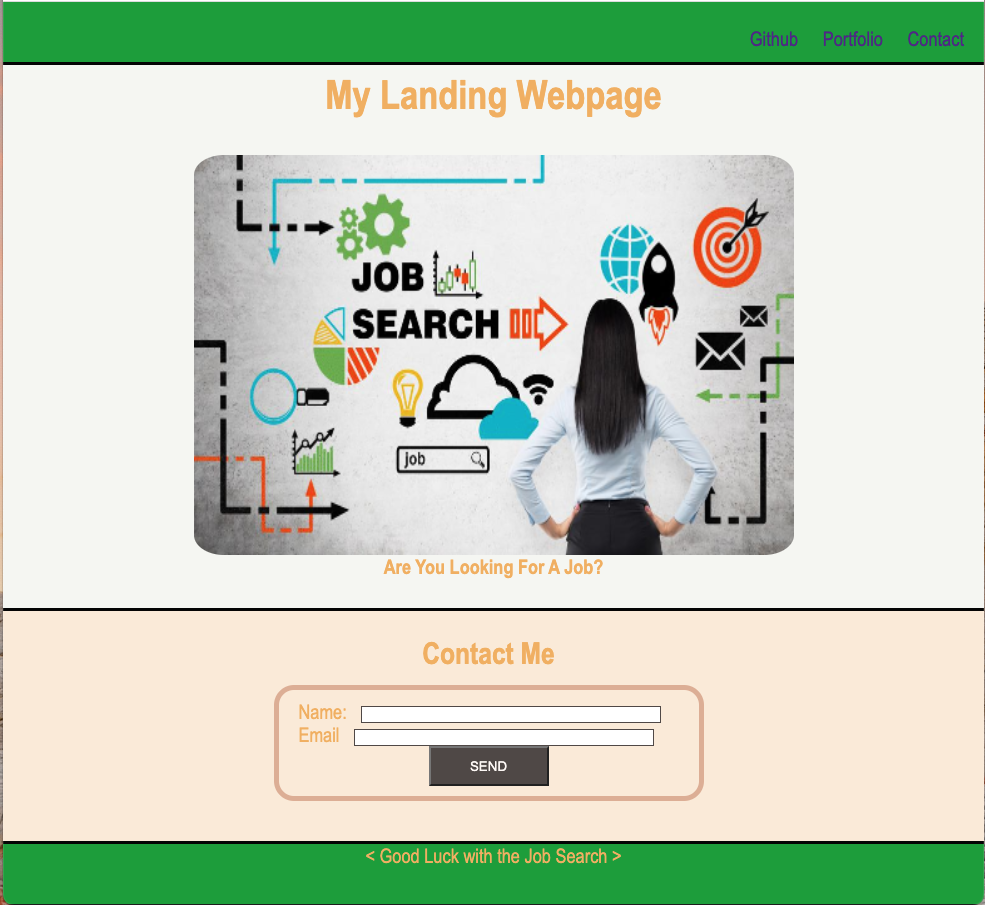 Github Portfolio Contact
My Landing Webpage
JOB
SEARCH
job
Are You Looking For A Job?
Contact Me
Name:
Email
SEND
< Good Luck with the Job Search >